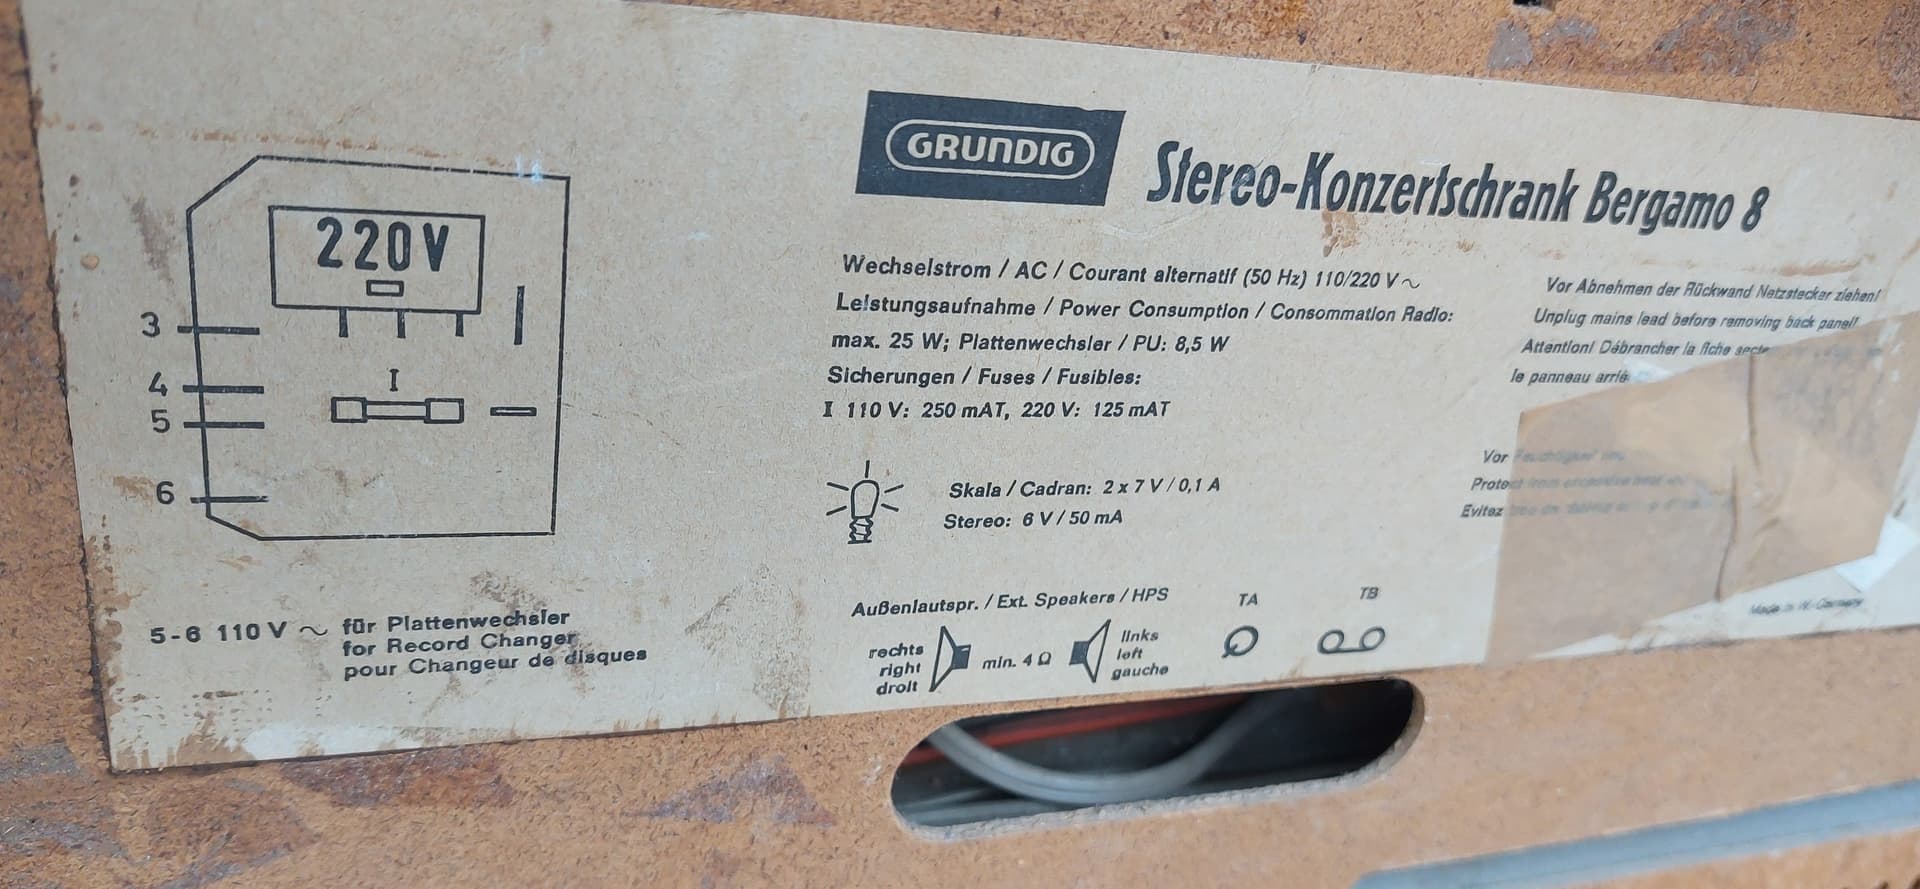 GRUNDIG
Stereo-Konzertschrank Bergamo 8
220V
3
4
5
6
I
5-6 110 V ~ für Plattenwechsler
for Record Changer
pour Changeur de disques
Wechselstrom / AC / Courant alternatif (50 Hz) 110/220 V ~
Leistungsaufnahme / Power Consumption / Consommation Radio:
max. 25 W; Plattenwechsler / PU: 8,5 W
Sicherungen / Fuses / Fusibles:
I 110 V: 250 mAT, 220 V: 125 mAT
Skala / Cadran: 2 x 7 V / 0,1 A
Stereo: 6 V / 50 mA
Außenlautspr. / Ext. Speakers / HPS
rechts
right
droit
min. 4 Ω
links
left
gauche
TA
TB
Vor Abnehmen der Rückwand Netzstecker ziehen!
Unplug mains lead before removing back panel!
Attention! Débrancher la fiche
le panneau
Vor
Protect
Evitez
Made in W.-Germany